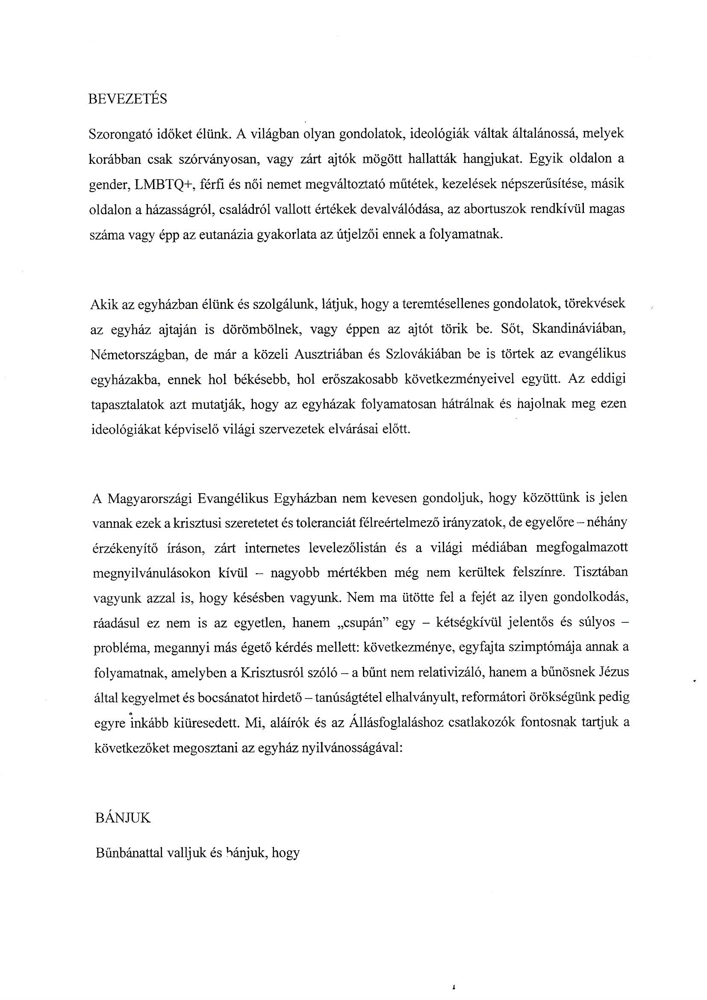 BEVEZETÉS
Szorongató időket élünk. A világban olyan gondolatok, ideológiák váltak általánossá, melyek
korábban csak szórványosan, vagy zárt ajtók mögött hallatták hangjukat. Egyik oldalon a
gender, LMBTQ+, férfi és női nemet megváltoztató műtétek, kezelések népszerűsítése, másik
oldalon a házasságról, családról vallott értékek devalválódása, az abortuszok rendkívül magas
száma vagy épp az eutanázia gyakorlata az útjelzői ennek a folyamatnak.
Akik az egyházban élünk és szolgálunk, látjuk, hogy a teremtésellenes gondolatok, törekvések
az egyház ajtaján is dörömbölnek, vagy éppen az ajtót törik be. Sőt, Skandináviában,
Németországban, de már a közeli Ausztriában és Szlovákiában be is törtek az evangélikus
egyházakba, ennek hol békésebb, hol erőszakosabb következményeivel együtt. Az eddigi
tapasztalatok azt mutatják, hogy az egyházak folyamatosan hátrálnak és hajolnak meg ezen
ideológiákat képviselő világi szervezetek elvárásai előtt.
A Magyarországi Evangélikus Egyházban nem kevesen gondoljuk, hogy közöttünk is jelen
vannak ezek a krisztusi szeretetet és toleranciát félreértelmező irányzatok, de egyelőre – néhány
érzékenyítő íráson, zárt internetes levelezőlistán és a világi médiában megfogalmazott
megnyilvánulásokon kívül – nagyobb mértékben még nem kerültek felszínre. Tisztában
vagyunk azzal is, hogy késésben vagyunk. Nem ma ütötte fel a fejét az ilyen gondolkodás,
ráadásul ez nem is az egyetlen, hanem „csupán” egy – kétségkívül jelentős és súlyos –
probléma, megannyi más égető kérdés mellett: következménye, egyfajta szimptómája annak a
folyamatnak, amelyben a Krisztusról szóló – a bűnt nem relativizáló, hanem a bűnösnek Jézus
által kegyelmet és bocsánatot hirdető – tanúságtétel elhalványult, reformátori örökségünk pedig
egyre inkább kiüresedett. Mi, aláírók és az Állásfoglaláshoz csatlakozók fontosnak tartjuk a
következőket megosztani az egyház nyilvánosságával:
BÁNJUK
Bűnbánattal valljuk és bánjuk, hogy
1